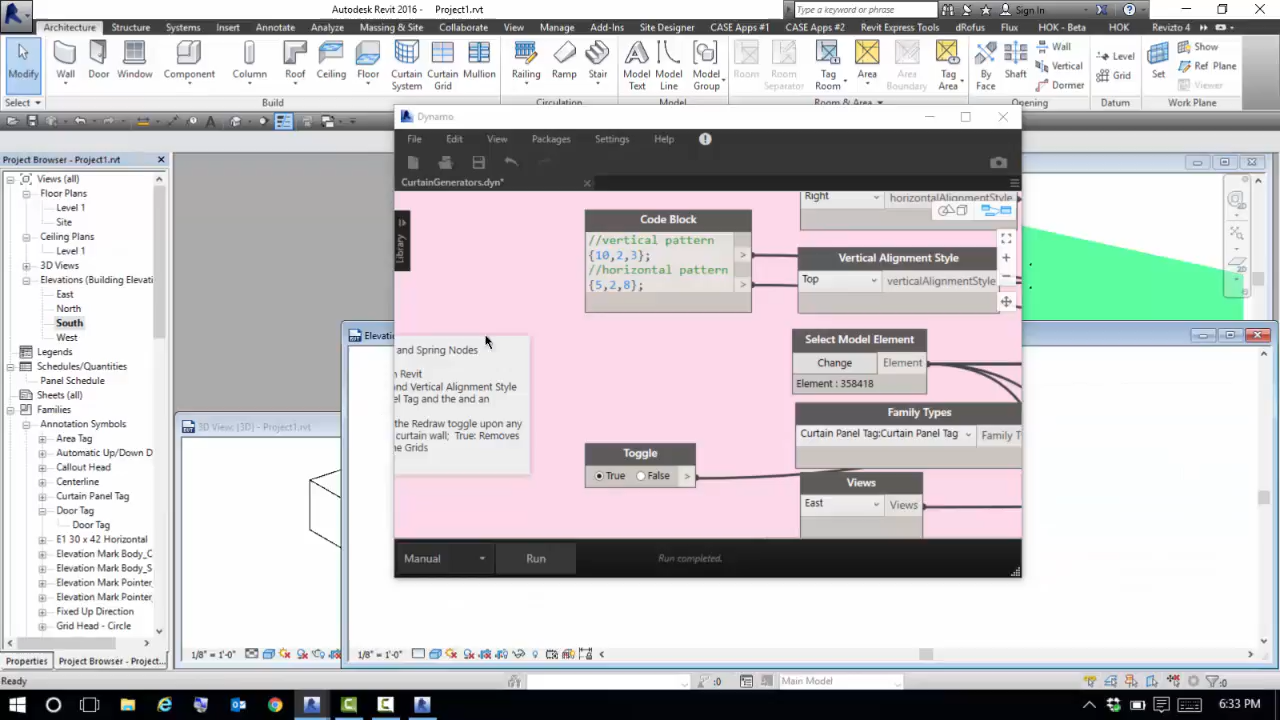 Autodesk Revit 2016 - Project1.rvt
Type a keyword or phrase
Sign In
Architecture Structure Systems Insert Annotate Analyze Massing & Site Collaborate View Manage Add-Ins Site Designer CASE Apps #1 CASE Apps #2 Revit Express Tools dRofus Flux HOK - Beta HOK Revizto 4
Modify Wall Door Window Component Column Roof Ceiling Floor Curtain System Curtain Grid Mullion Railing Ramp Stair Model Text Model Line Model Group Room Room Separator Tag Room Area Area Boundary Tag Area By Face Shaft Wall Vertical Dormer Level Grid Set Show Ref Plane Viewer
Select Build Circulation Model Room & Area Opening Datum Work Plane
Project Browser - Project1.rvt
Views (all)
Floor Plans
Level 1
Site
Ceiling Plans
Level 1
3D Views
Elevations (Building Elevation
East
North
South
West
Legends
Schedules/Quantities
Panel Schedule
Sheets (all)
Families
Annotation Symbols
Area Tag
Automatic Up/Down D
Callout Head
Centerline
Curtain Panel Tag
Door Tag
Door Tag
E1 30 x 42 Horizontal
Elevation Mark Body_C
Elevation Mark Body_S
Elevation Mark Pointer_
Elevation Mark Pointer_
Fixed Up Direction
Grid Head - Circle
Properties Project Browser - Project1...
3D View: {3D} - Project1.rvt
Elevatio
Dynamo
File Edit View Packages Settings Help
CurtainGenerators.dyn*
Library
Code Block
//vertical pattern
{10,2,3}; >
//horizontal pattern
{5,2,8}; >
Right horizontalAlignmentStyle
Vertical Alignment Style
Top verticalAlignmentStyle
Select Model Element
Change Element
Element : 358418
Family Types
Curtain Panel Tag:Curtain Panel Tag Family T
Views
East Views
Toggle
True False >
and Spring Nodes
n Revit
and Vertical Alignment Style
el Tag and the and an
the Redraw toggle upon any
curtain wall; True: Removes
e Grids
Manual Run Run completed.
1/8" = 1'-0"
1/8" = 1'-0"
Ready
:0
Main Model
:0
6:33 PM